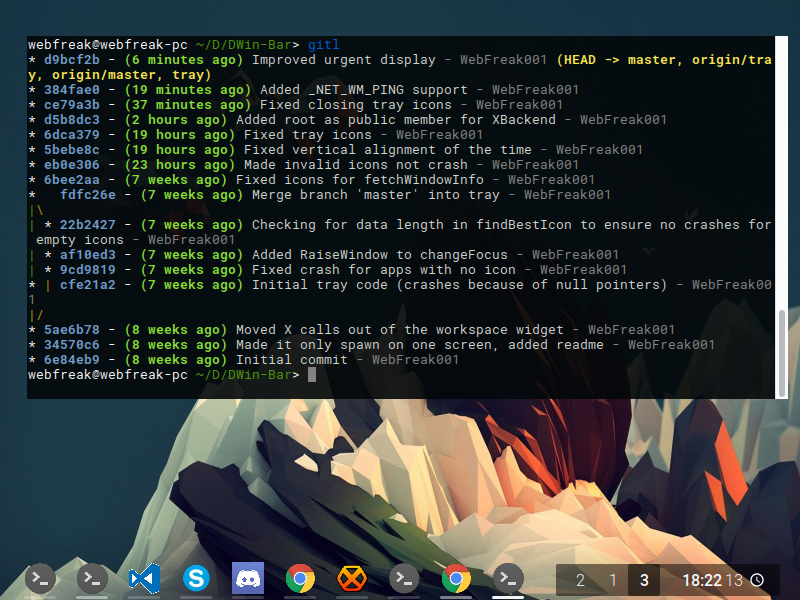 webfreak@webfreak-pc ~/D/DWin-Bar> gitl
* d9bcf2b - (6 minutes ago) Improved urgent display - WebFreak001 (HEAD -> master, origin/tra
y, origin/master, tray)
* 384fae0 - (19 minutes ago) Added _NET_WM_PING support - WebFreak001
* ce79a3b - (37 minutes ago) Fixed closing tray icons - WebFreak001
* d5b8dc3 - (2 hours ago) Added root as public member for XBackend - WebFreak001
* 6dca379 - (19 hours ago) Fixed tray icons - WebFreak001
* 5bebe8c - (19 hours ago) Fixed vertical alignment of the time - WebFreak001
* eb0e306 - (23 hours ago) Made invalid icons not crash - WebFreak001
* 6bee2aa - (7 weeks ago) Fixed icons for fetchWindowInfo - WebFreak001
*   fdfc26e - (7 weeks ago) Merge branch 'master' into tray - WebFreak001
|\
| * 22b2427 - (7 weeks ago) Checking for data length in findBestIcon to ensure no crashes for
 empty icons - WebFreak001
| * af10ed3 - (7 weeks ago) Added RaiseWindow to changeFocus - WebFreak001
| * 9cd9819 - (7 weeks ago) Fixed crash for apps with no icon - WebFreak001
* | cfe21a2 - (7 weeks ago) Initial tray code (crashes because of null pointers) - WebFreak00
1
|/
* 5ae6b78 - (8 weeks ago) Moved X calls out of the workspace widget - WebFreak001
* 34570c6 - (8 weeks ago) Made it only spawn on one screen, added readme - WebFreak001
* 6e84eb9 - (8 weeks ago) Initial commit - WebFreak001
webfreak@webfreak-pc ~/D/DWin-Bar>
2 1 3 18:22 13